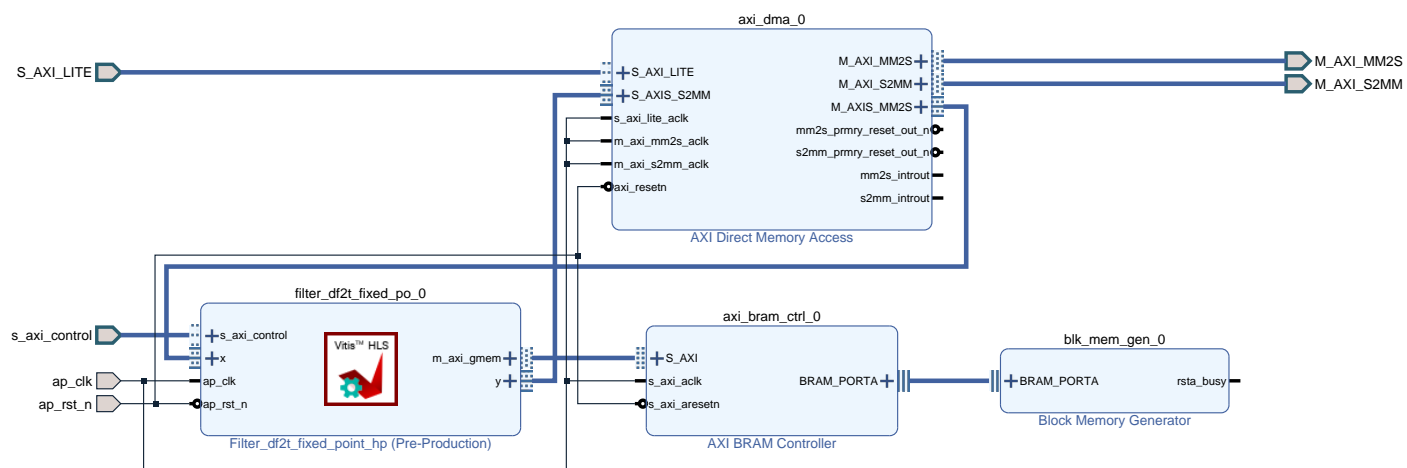 axi_dma_0
S_AXI_LITE
S_AXI_LITE
S_AXIS_S2MM
s_axi_lite_aclk
m_axi_mm2s_aclk
m_axi_s2mm_aclk
axi_resetn
M_AXI_MM2S
M_AXI_S2MM
M_AXIS_MM2S
mm2s_prmry_reset_out_n
s2mm_prmry_reset_out_n
mm2s_introut
s2mm_introut
M_AXI_MM2S
M_AXI_S2MM
AXI Direct Memory Access
filter_df2t_fixed_po_0
s_axi_control
ap_clk
ap_rst_n
s_axi_control
x
ap_clk
ap_rst_n
Vitis™ HLS
m_axi_gmem
y
Filter_df2t_fixed_point_hp (Pre-Production)
axi_bram_ctrl_0
S_AXI
s_axi_aclk
s_axi_aresetn
BRAM_PORTA
AXI BRAM Controller
blk_mem_gen_0
BRAM_PORTA
rsta_busy
Block Memory Generator